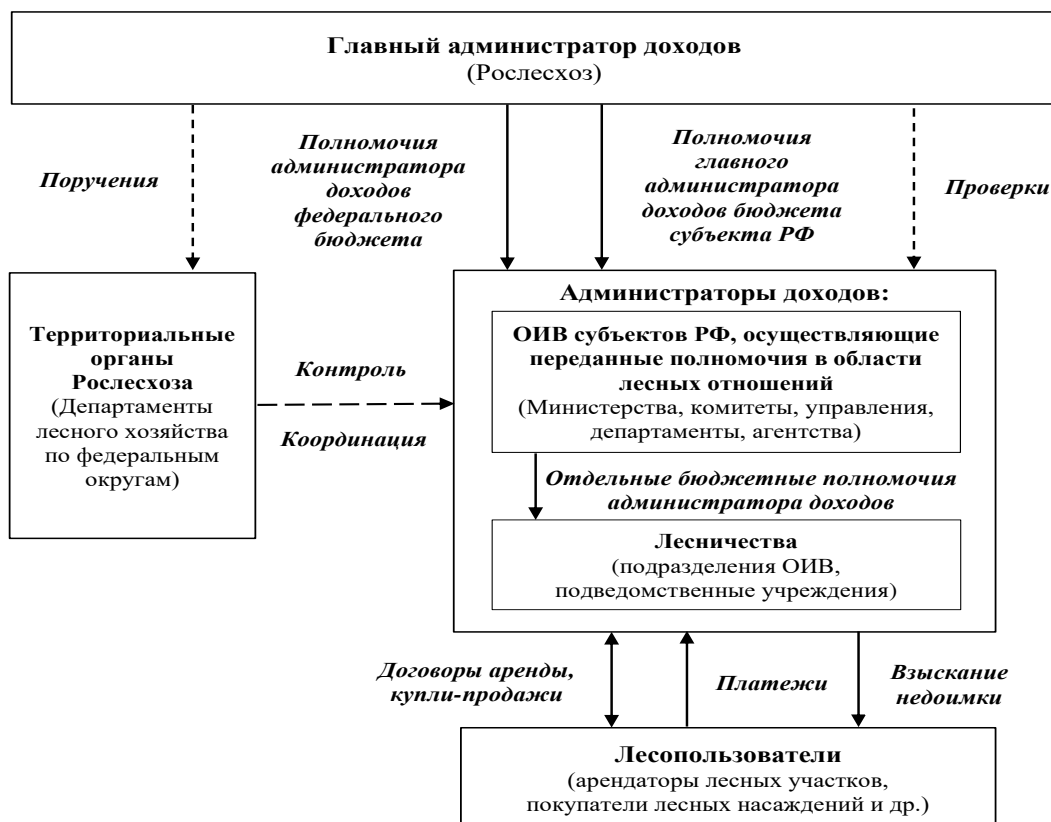 Главный администратор доходов
(Рослесхоз)
Поручения
Полномочия
администратора
доходов
федерального
бюджета
Полномочия
главного
администратора
доходов бюджета
субъекта РФ
Проверки
Территориальные
органы
Рослесхоза
(Департаменты
лесного хозяйства
по федеральным
округам)
Контроль
Координация
Администраторы доходов:
ОИВ субъектов РФ, осуществляющие
переданные полномочия в области
лесных отношений
(Министерства, комитеты, управления,
департаменты, агентства)
Отдельные бюджетные полномочия
администратора доходов
Лесничества
(подразделения ОИВ,
подведомственные учреждения)
Договоры аренды,
купли-продажи
Платежи
Взыскание
недоимки
Лесопользователи
(арендаторы лесных участков,
покупатели лесных насаждений и др.)